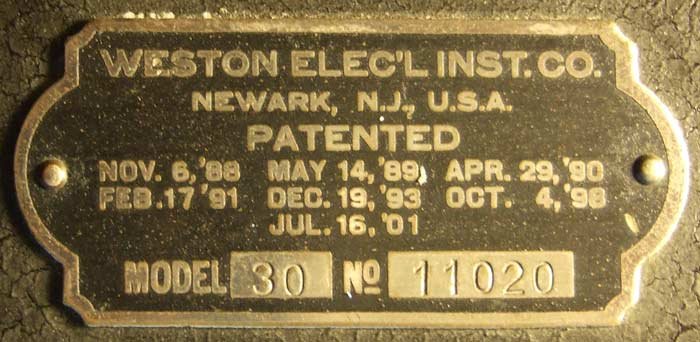 WESTON ELEC'L INST. CO.
NEWARK, N.J., U.S.A.
PATENTED
NOV. 6, '88 MAY 14, '89, APR. 29, '90
FEB. 17 '91 DEC. 19, '93 OCT. 4, '98
JUL. 16, '01
MODEL 30 No 11020